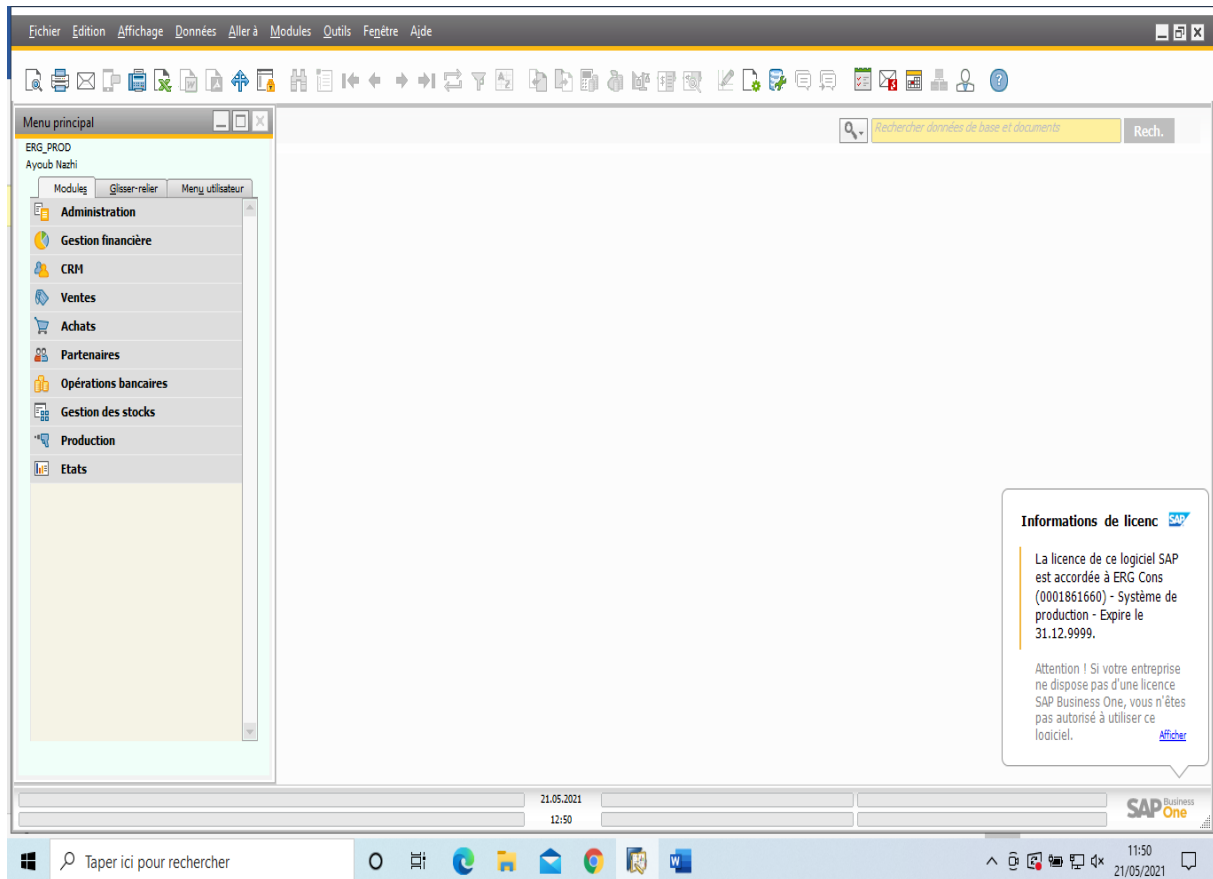 Fichier Edition Affichage Données Aller à Modules Outils Fenêtre Aide
Menu principal
Rechercher données de base et documents
Rech.
ERG_PROD
Ayoub Nazhi
Modules Glisser-relier Menu utilisateur
Administration
Gestion financière
CRM
Ventes
Achats
Partenaires
Opérations bancaires
Gestion des stocks
Production
Etats
Informations de licenc SAP
La licence de ce logiciel SAP
est accordée à ERG Cons
(0001861660) - Système de
production - Expire le
31.12.9999.
Attention ! Si votre entreprise
ne dispose pas d'une licence
SAP Business One, vous n'êtes
pas autorisé à utiliser ce
logiciel. Afficher
21.05.2021
12:50
SAP Business One
Taper ici pour rechercher
11:50
21/05/2021